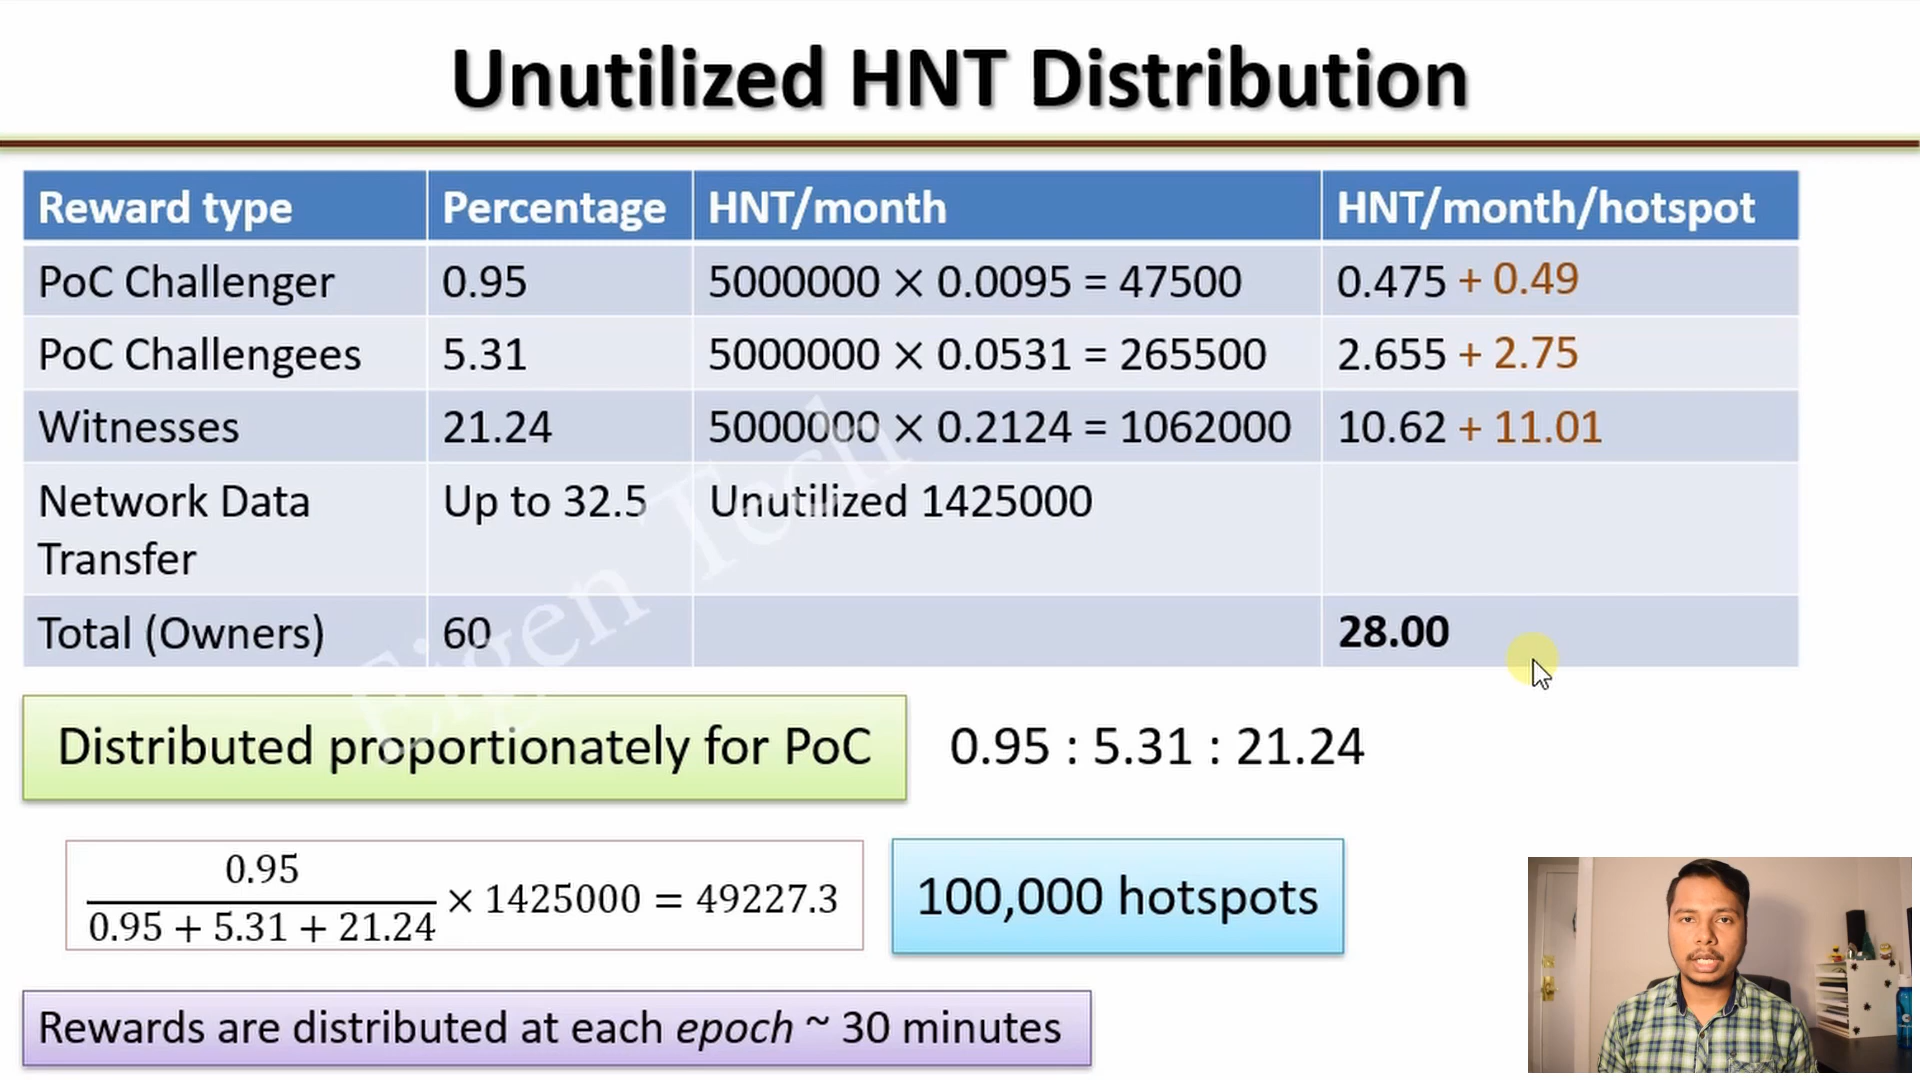 Unutilized HNT Distribution
Reward type Percentage HNT/month HNT/month/hotspot
PoC Challenger 0.95 5000000 × 0.0095 = 47500 0.475 + 0.49
PoC Challengees 5.31 5000000 × 0.0531 = 265500 2.655 + 2.75
Witnesses 21.24 5000000 × 0.2124 = 1062000 10.62 + 11.01
Network Data Up to 32.5 Unutilized 1425000
Transfer
Total (Owners) 60 28.00
Eigen Tech
Distributed proportionately for PoC 0.95 : 5.31 : 21.24
0.95
0.95 + 5.31 + 21.24 × 1425000 = 49227.3
100,000 hotspots
Rewards are distributed at each epoch ~ 30 minutes